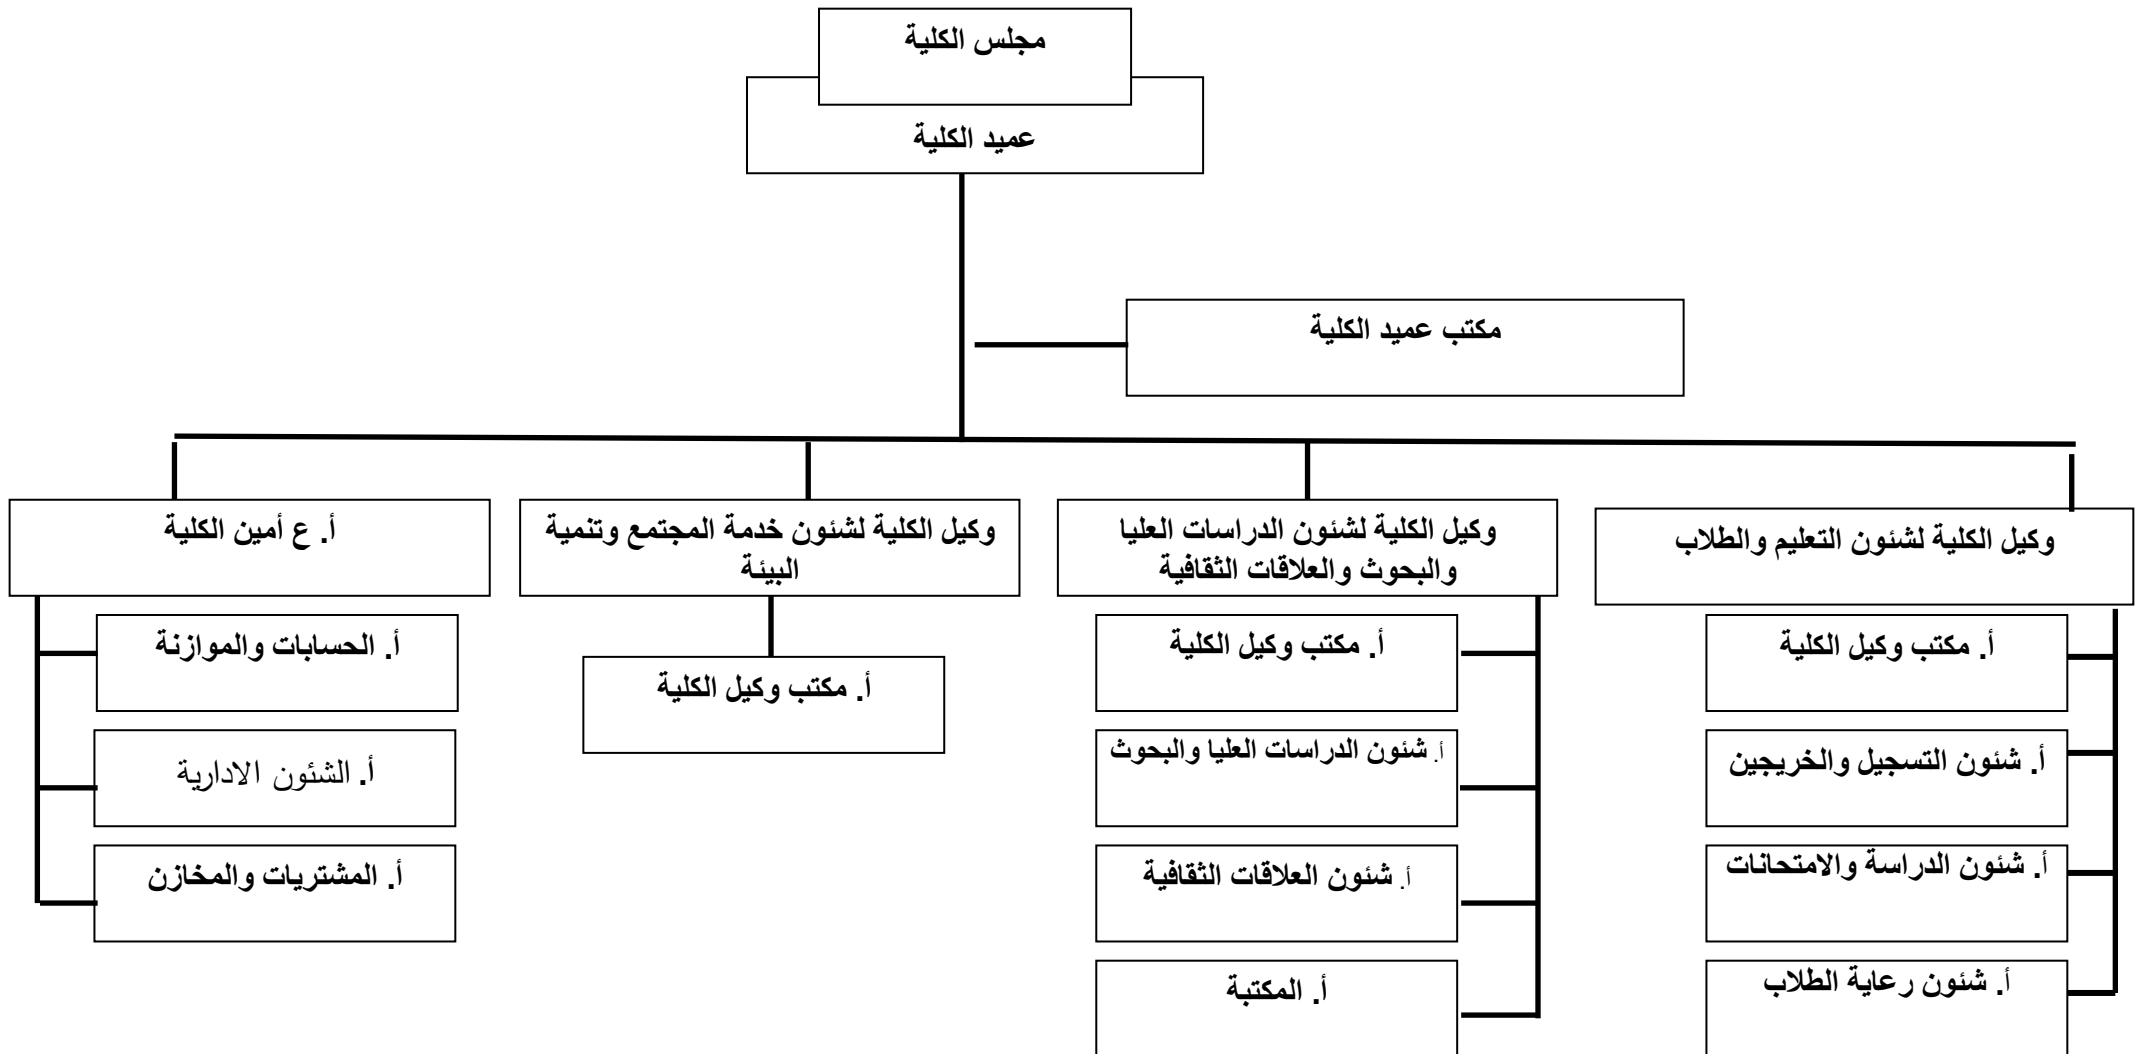 مجلس الكلية
عميد الكلية
مكتب عميد الكلية
وكيل الكلية لشئون التعليم والطلاب
وكيل الكلية لشئون الدراسات العليا
والبحوث والعلاقات الثقافية
وكيل الكلية لشئون خدمة المجتمع وتنمية
البيئة
أ. ع أمين الكلية
أ. مكتب وكيل الكلية
أ. شئون التسجيل والخريجين
أ. شئون الدراسة والامتحانات
أ. شئون رعاية الطلاب
أ. مكتب وكيل الكلية
أ. شئون الدراسات العليا والبحوث
أ. شئون العلاقات الثقافية
أ. المكتبة
أ. مكتب وكيل الكلية
أ. الحسابات والموازنة
أ. الشئون الادارية
أ. المشتريات والمخازن